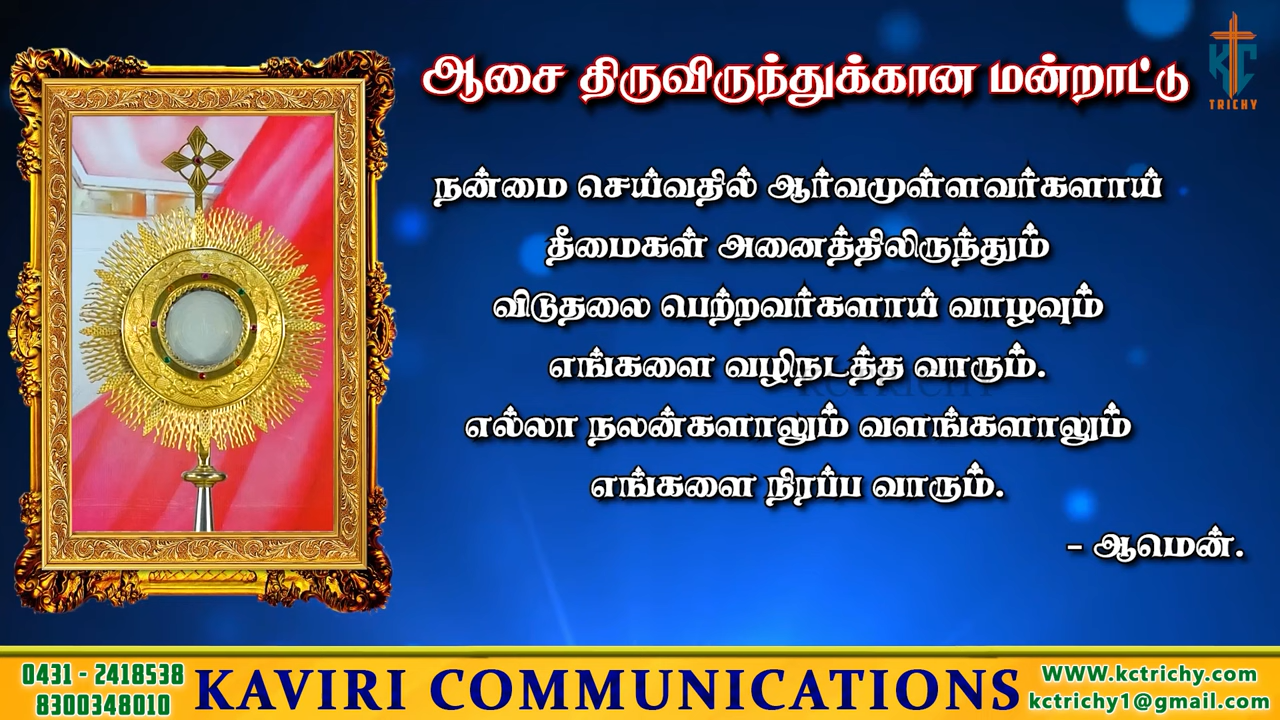 ஆசை திருவிருந்துக்கான மன்றாட்டு
KC
TRICHY
நன்மை செய்வதில் ஆர்வமுள்ளவர்களாய்
தீமைகள் அனைத்திலிருந்தும்
விடுதலை பெற்றவர்களாய் வாழவும்
எங்களை வழிநடத்த வாரும்.
எல்லா நலன்களாலும் வளங்களாலும்
எங்களை நிரப்ப வாரும்.
- ஆமென்.
0431 - 2418538
8300348010
KAVIRI COMMUNICATIONS
www.kctrichy.com
kctrichy1@gmail.com